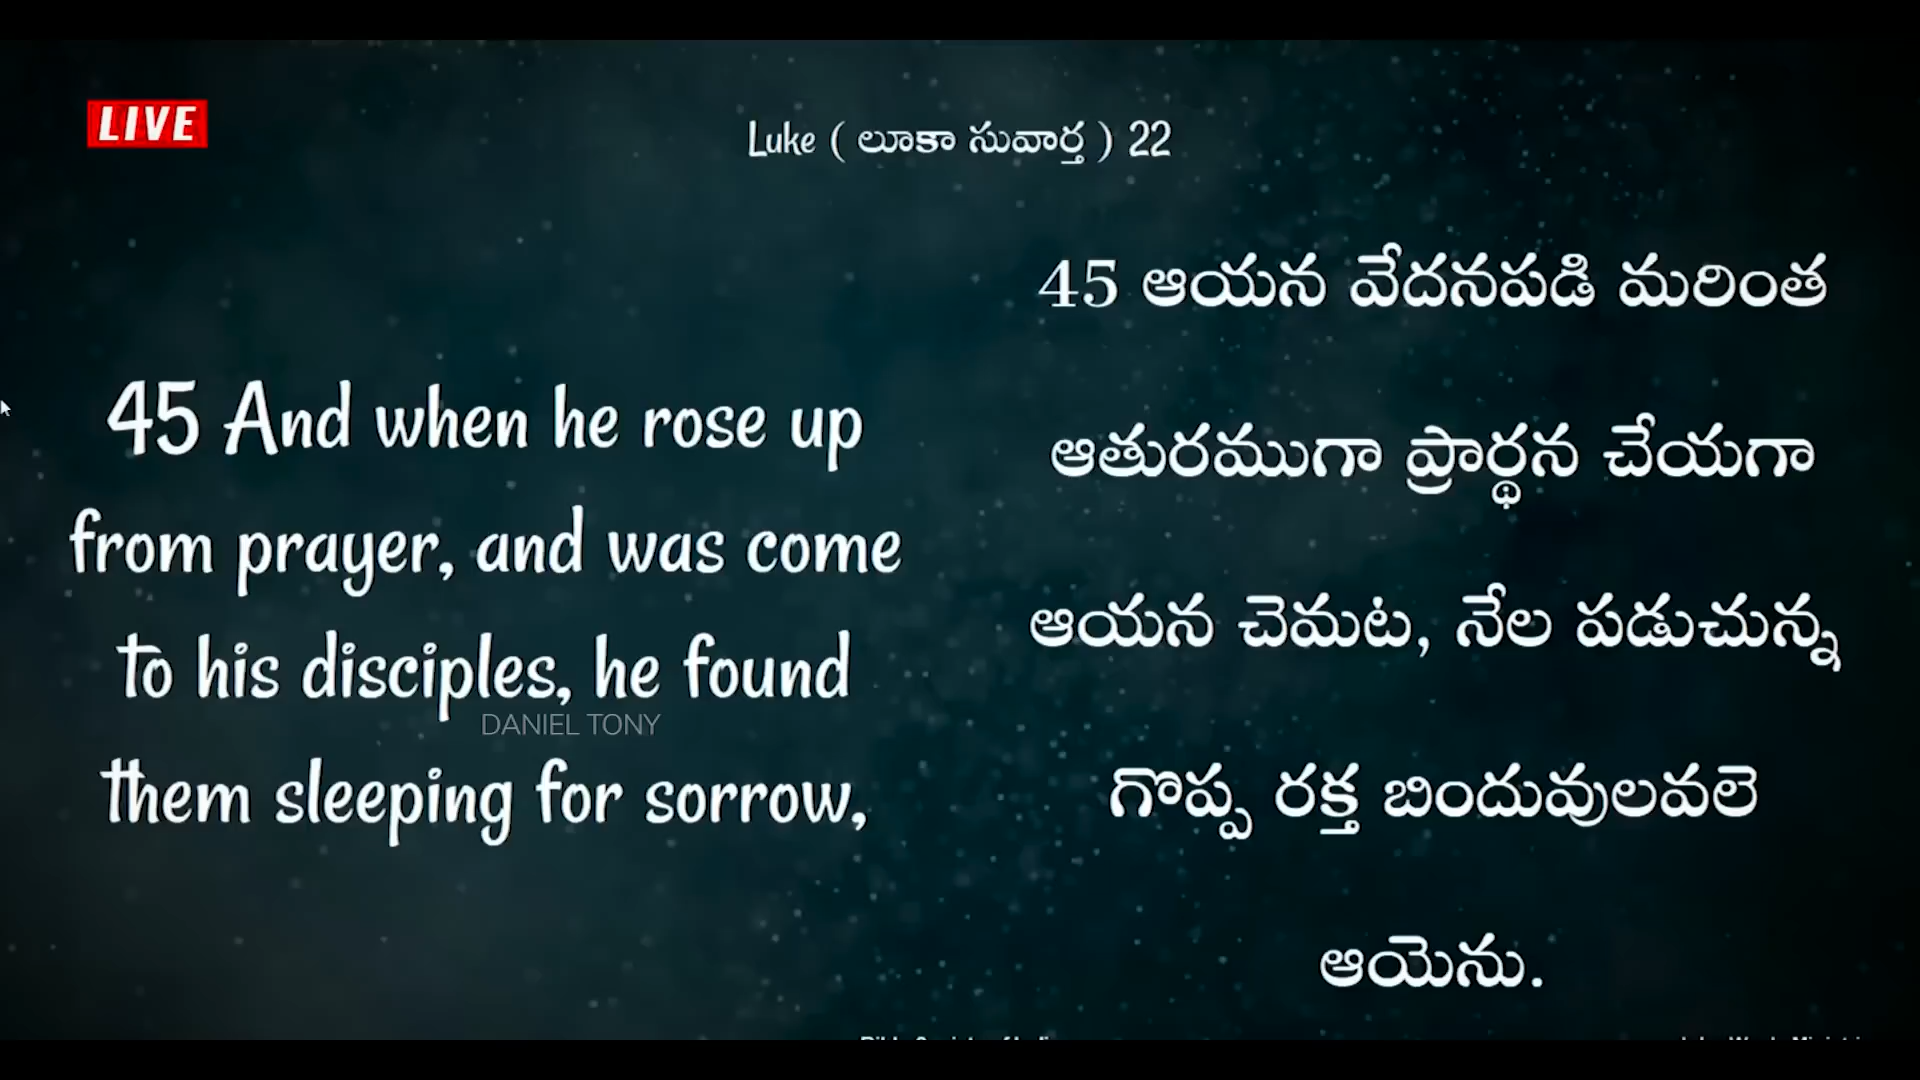 LIVE
Luke ( లూకా సువార్త ) 22
45 And when he rose up
from prayer, and was come
to his disciples, he found
DANIEL TONY
them sleeping for sorrow,
45 ఆయన వేదనపడి మరింత
ఆతురముగా ప్రార్థన చేయగా
ఆయన చెమట, నేల పడుచున్న
గొప్ప రక్త బిందువులవలె
ఆయెను.